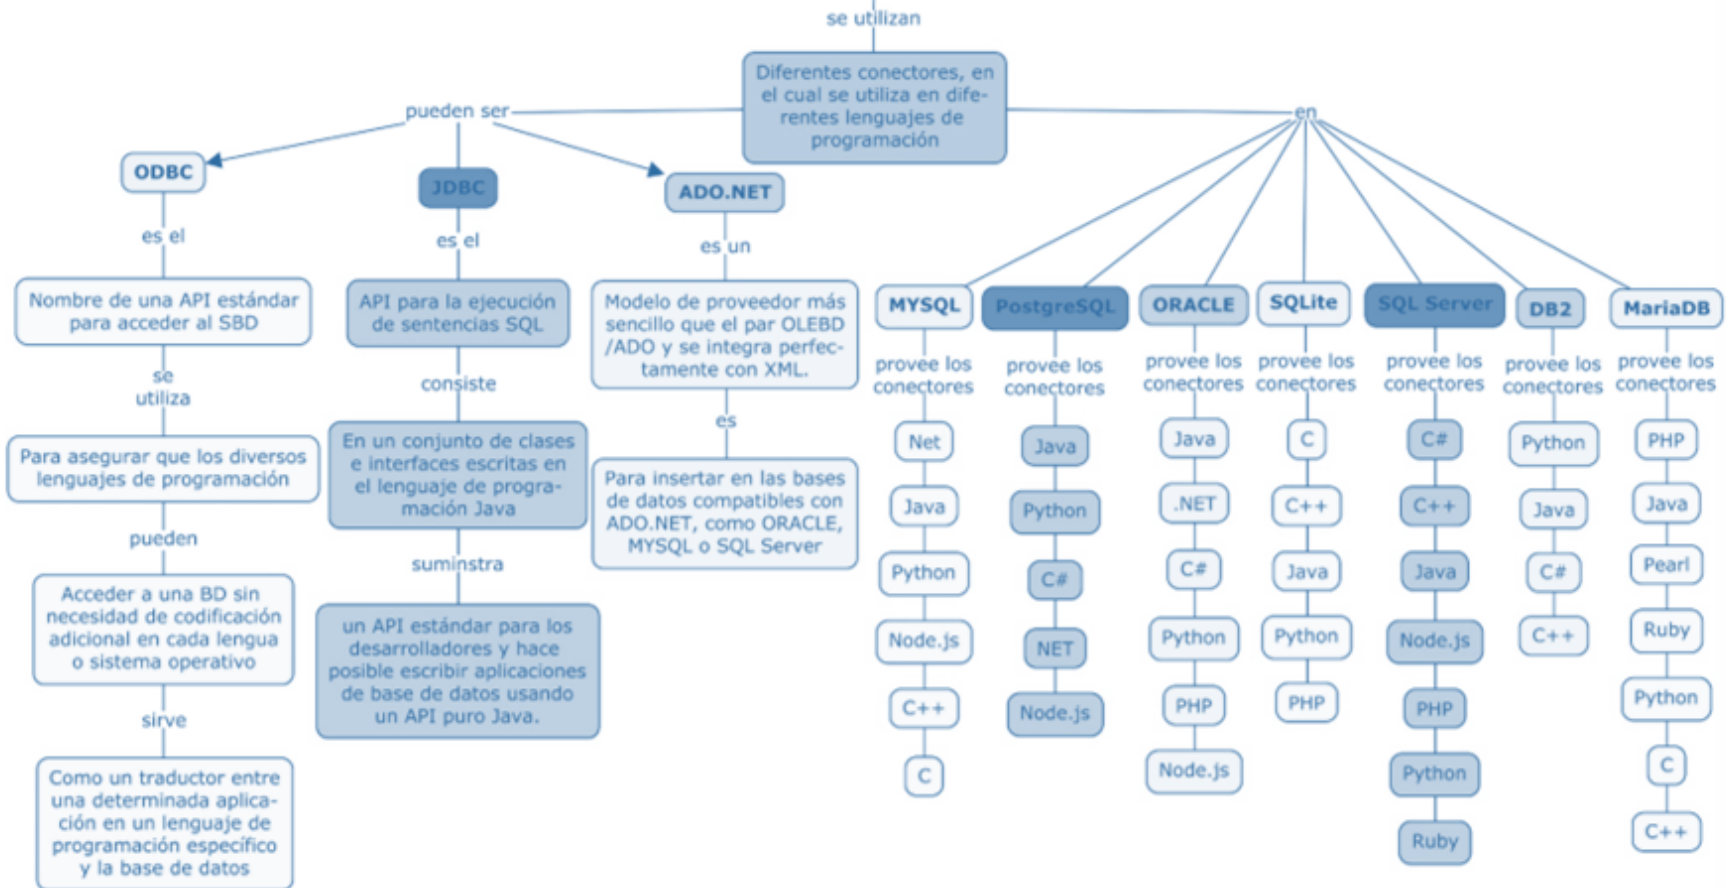 se utilizan
Diferentes conectores, en
el cual se utiliza en dife-
rentes lenguajes de
programación
pueden ser
ODBC
es el
Nombre de una API estándar
para acceder al SBD
se
utiliza
Para asegurar que los diversos
lenguajes de programación
pueden
Acceder a una BD sin
necesidad de codificación
adicional en cada lengua
o sistema operativo
sirve
Como un traductor entre
una determinada aplica-
ción en un lenguaje de
programación específico
y la base de datos
JDBC
es el
API para la ejecución
de sentencias SQL
consiste
En un conjunto de clases
e interfaces escritas en
el lenguaje de progra-
mación Java
suminstra
un API estándar para los
desarrolladores y hace
posible escribir aplicaciones
de base de datos usando
un API puro Java.
ADO.NET
es un
Modelo de proveedor más
sencillo que el par OLEBD
/ADO y se integra perfec-
tamente con XML.
es
Para insertar en las bases
de datos compatibles con
ADO.NET, como ORACLE,
MYSQL o SQL Server
en
MYSQL
provee los
conectores
Net
Java
Python
Node.js
C++
C
PostgreSQL
provee los
conectores
Java
Python
C#
NET
Node.js
ORACLE
provee los
conectores
Java
.NET
C#
Python
PHP
Node.js
SQLite
provee los
conectores
C
C++
Java
Python
PHP
SQL Server
provee los
conectores
C#
C++
Java
Node.js
PHP
Python
Ruby
DB2
provee los
conectores
Python
Java
C#
C++
MariaDB
provee los
conectores
PHP
Java
Pearl
Ruby
Python
C
C++